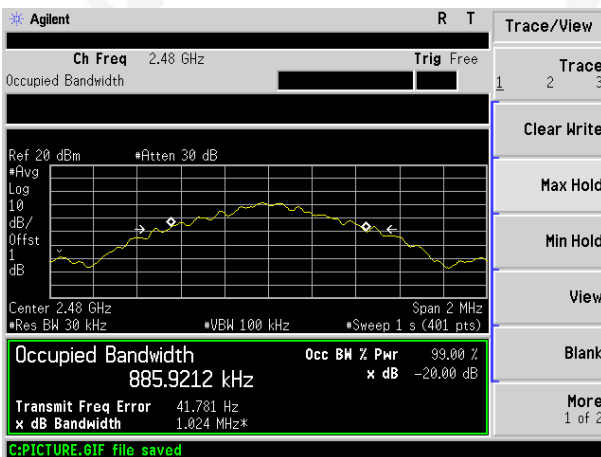 Agilent R T
Ch Freq 2.48 GHz Trig Free
Occupied Bandwidth
Ref 20 dBm #Atten 30 dB
#Avg
Log
10
dB/
Offst
1
dB
Center 2.48 GHz Span 2 MHz
#Res BW 30 kHz #VBW 100 kHz #Sweep 1 s (401 pts)
Occupied Bandwidth Occ BW % Pwr 99.00 %
885.9212 kHz x dB -20.00 dB
Transmit Freq Error 41.781 Hz
x dB Bandwidth 1.024 MHz*
C:PICTURE.GIF file saved
Trace/View
Trace
1 2 3
Clear Write
Max Hold
Min Hold
View
Blank
More
1 of 2